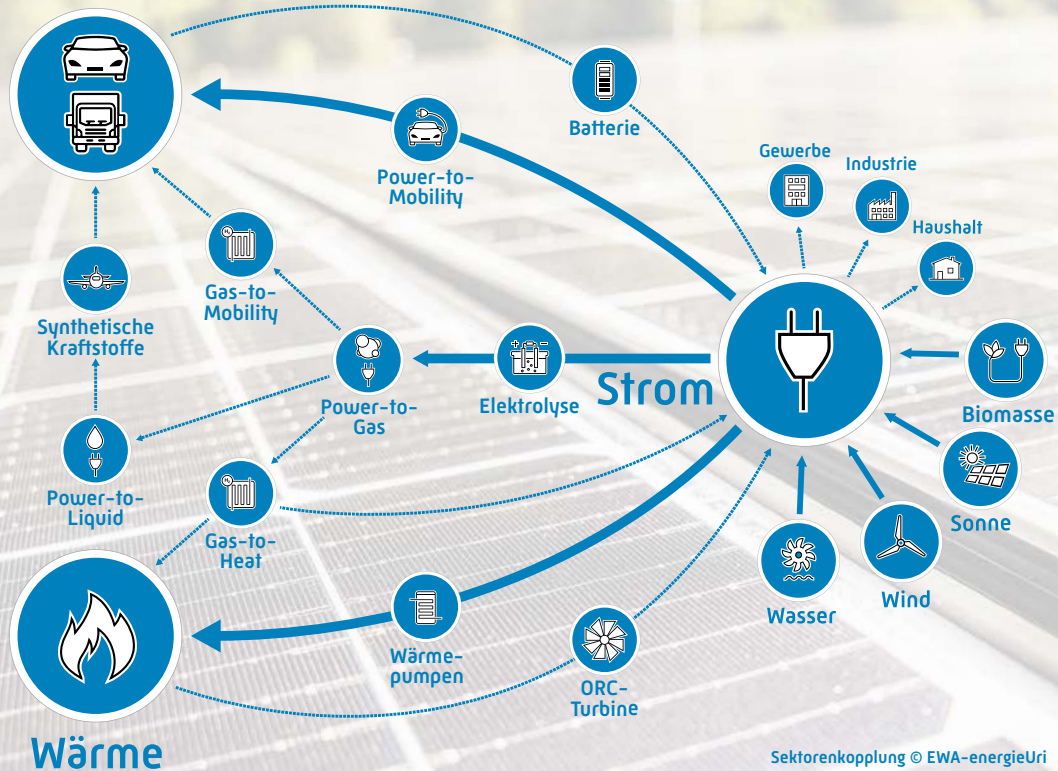 Batterie
Power-to-
Mobility
Gewerbe
Industrie
Haushalt
Gas-to-
Mobility
Synthetische
Kraftstoffe
Power-to-
Gas
Elektrolyse
Strom
Biomasse
Power-to-
Liquid
Gas-to-
Heat
Sonne
Wind
Wasser
Wärme-
pumpen
ORC-
Turbine
Wärme
Sektorenkopplung © EWA-energieUri